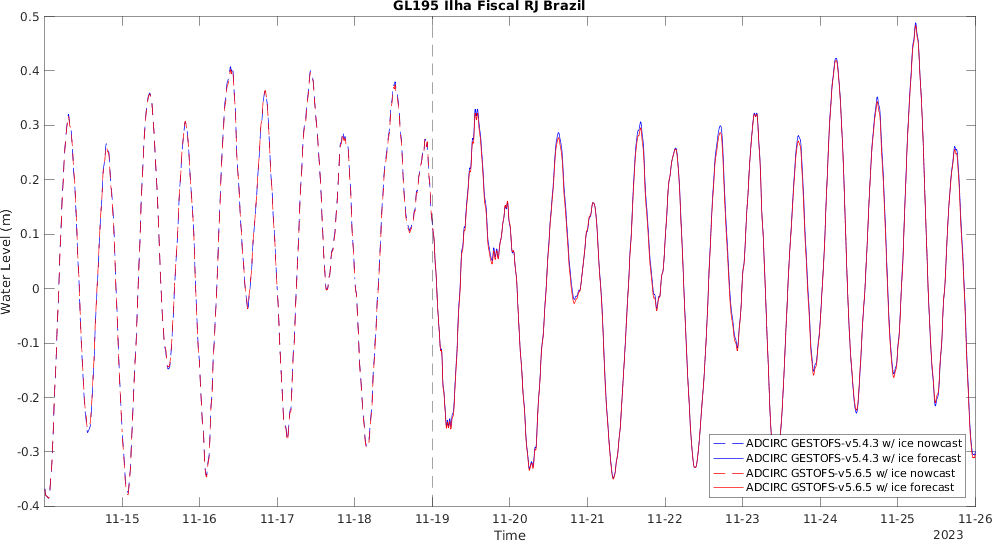 GL195 Ilha Fiscal RJ Brazil
0.5
0.4
0.3
0.2
0.1
0
-0.1
-0.2
-0.3
-0.4
Water Level (m)
ADCIRC GESTOFS-v5.4.3 w/ ice nowcast
ADCIRC GESTOFS-v5.4.3 w/ ice forecast
ADCIRC GSTOFS-v5.6.5 w/ ice nowcast
ADCIRC GSTOFS-v5.6.5 w/ ice forecast
11-15 11-16 11-17 11-18 11-19 11-20 11-21 11-22 11-23 11-24 11-25 11-26
Time
2023